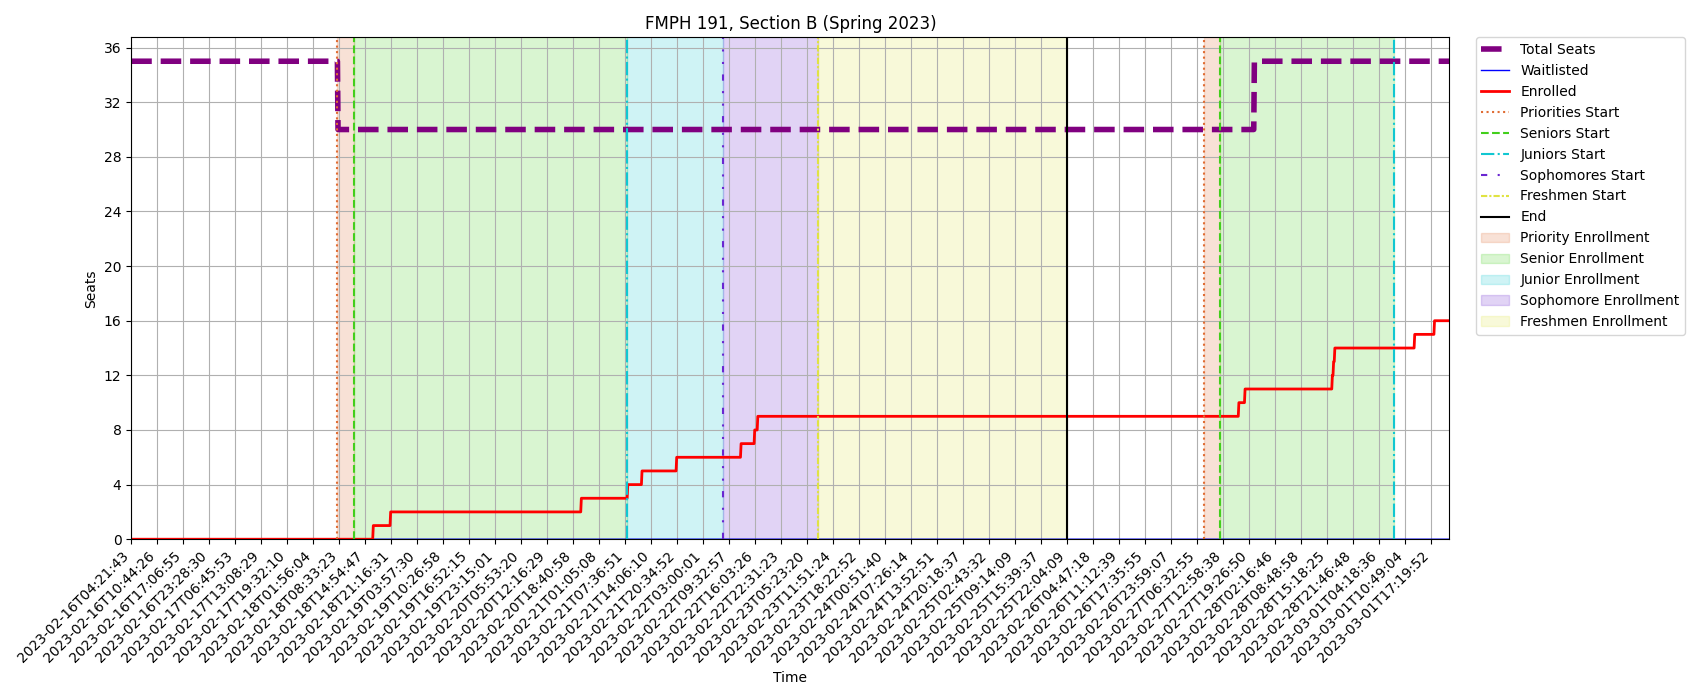 FMPH 191, Section B (Spring 2023)
36
32
28
24
20
16
12
8
4
0
Seats
2023-02-16T04:21:43
2023-02-16T10:44:26
2023-02-16T17:06:55
2023-02-16T23:28:30
2023-02-17T06:45:53
2023-02-17T13:08:29
2023-02-17T19:32:10
2023-02-18T01:56:04
2023-02-18T08:33:23
2023-02-18T14:54:47
2023-02-18T21:16:31
2023-02-19T03:57:30
2023-02-19T10:26:58
2023-02-19T16:52:15
2023-02-19T23:15:01
2023-02-20T05:53:20
2023-02-20T12:16:29
2023-02-20T18:40:58
2023-02-21T01:05:08
2023-02-21T07:36:51
2023-02-21T14:06:10
2023-02-21T20:34:52
2023-02-22T03:00:01
2023-02-22T09:32:57
2023-02-22T16:03:26
2023-02-22T22:31:23
2023-02-23T05:23:20
2023-02-23T11:51:24
2023-02-23T18:22:52
2023-02-24T00:51:40
2023-02-24T07:26:14
2023-02-24T13:52:51
2023-02-24T20:18:37
2023-02-25T02:43:32
2023-02-25T09:14:09
2023-02-25T15:39:37
2023-02-25T22:04:09
2023-02-26T04:47:18
2023-02-26T11:12:39
2023-02-26T17:35:55
2023-02-26T23:59:07
2023-02-27T06:32:55
2023-02-27T12:58:38
2023-02-27T19:26:50
2023-02-28T02:16:46
2023-02-28T08:48:58
2023-02-28T15:18:25
2023-02-28T21:46:48
2023-03-01T04:18:36
2023-03-01T10:49:04
2023-03-01T17:19:52
Time
Total Seats
Waitlisted
Enrolled
Priorities Start
Seniors Start
Juniors Start
Sophomores Start
Freshmen Start
End
Priority Enrollment
Senior Enrollment
Junior Enrollment
Sophomore Enrollment
Freshmen Enrollment